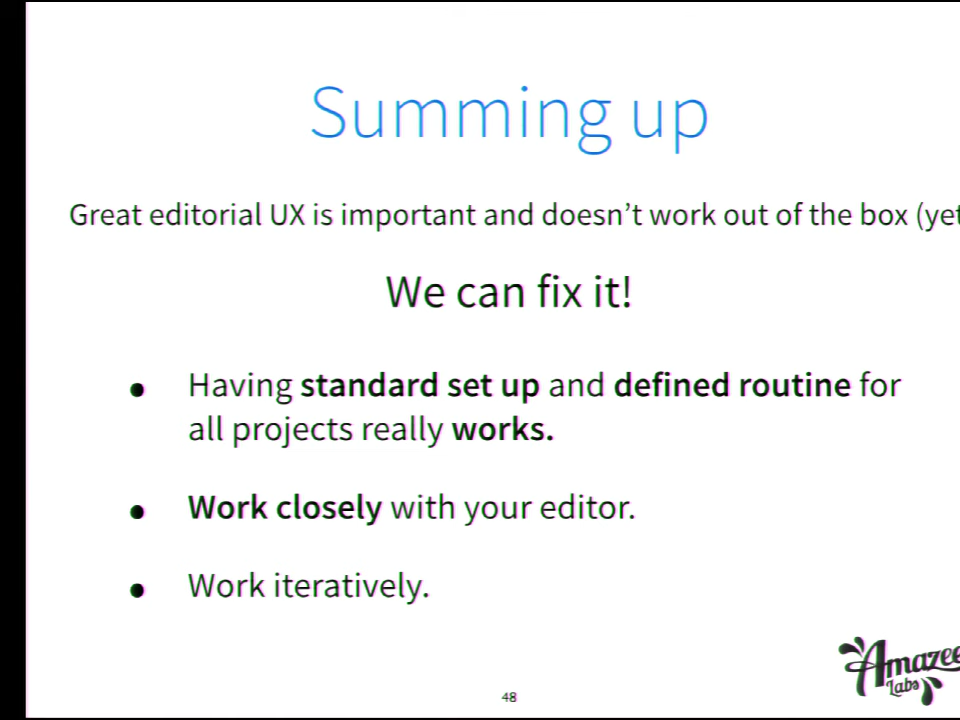 Summing up
Great editorial UX is important and doesn’t work out of the box (yet
We can fix it!
• Having standard set up and defined routine for
all projects really works.
• Work closely with your editor.
• Work iteratively.
Amazee
Labs
48